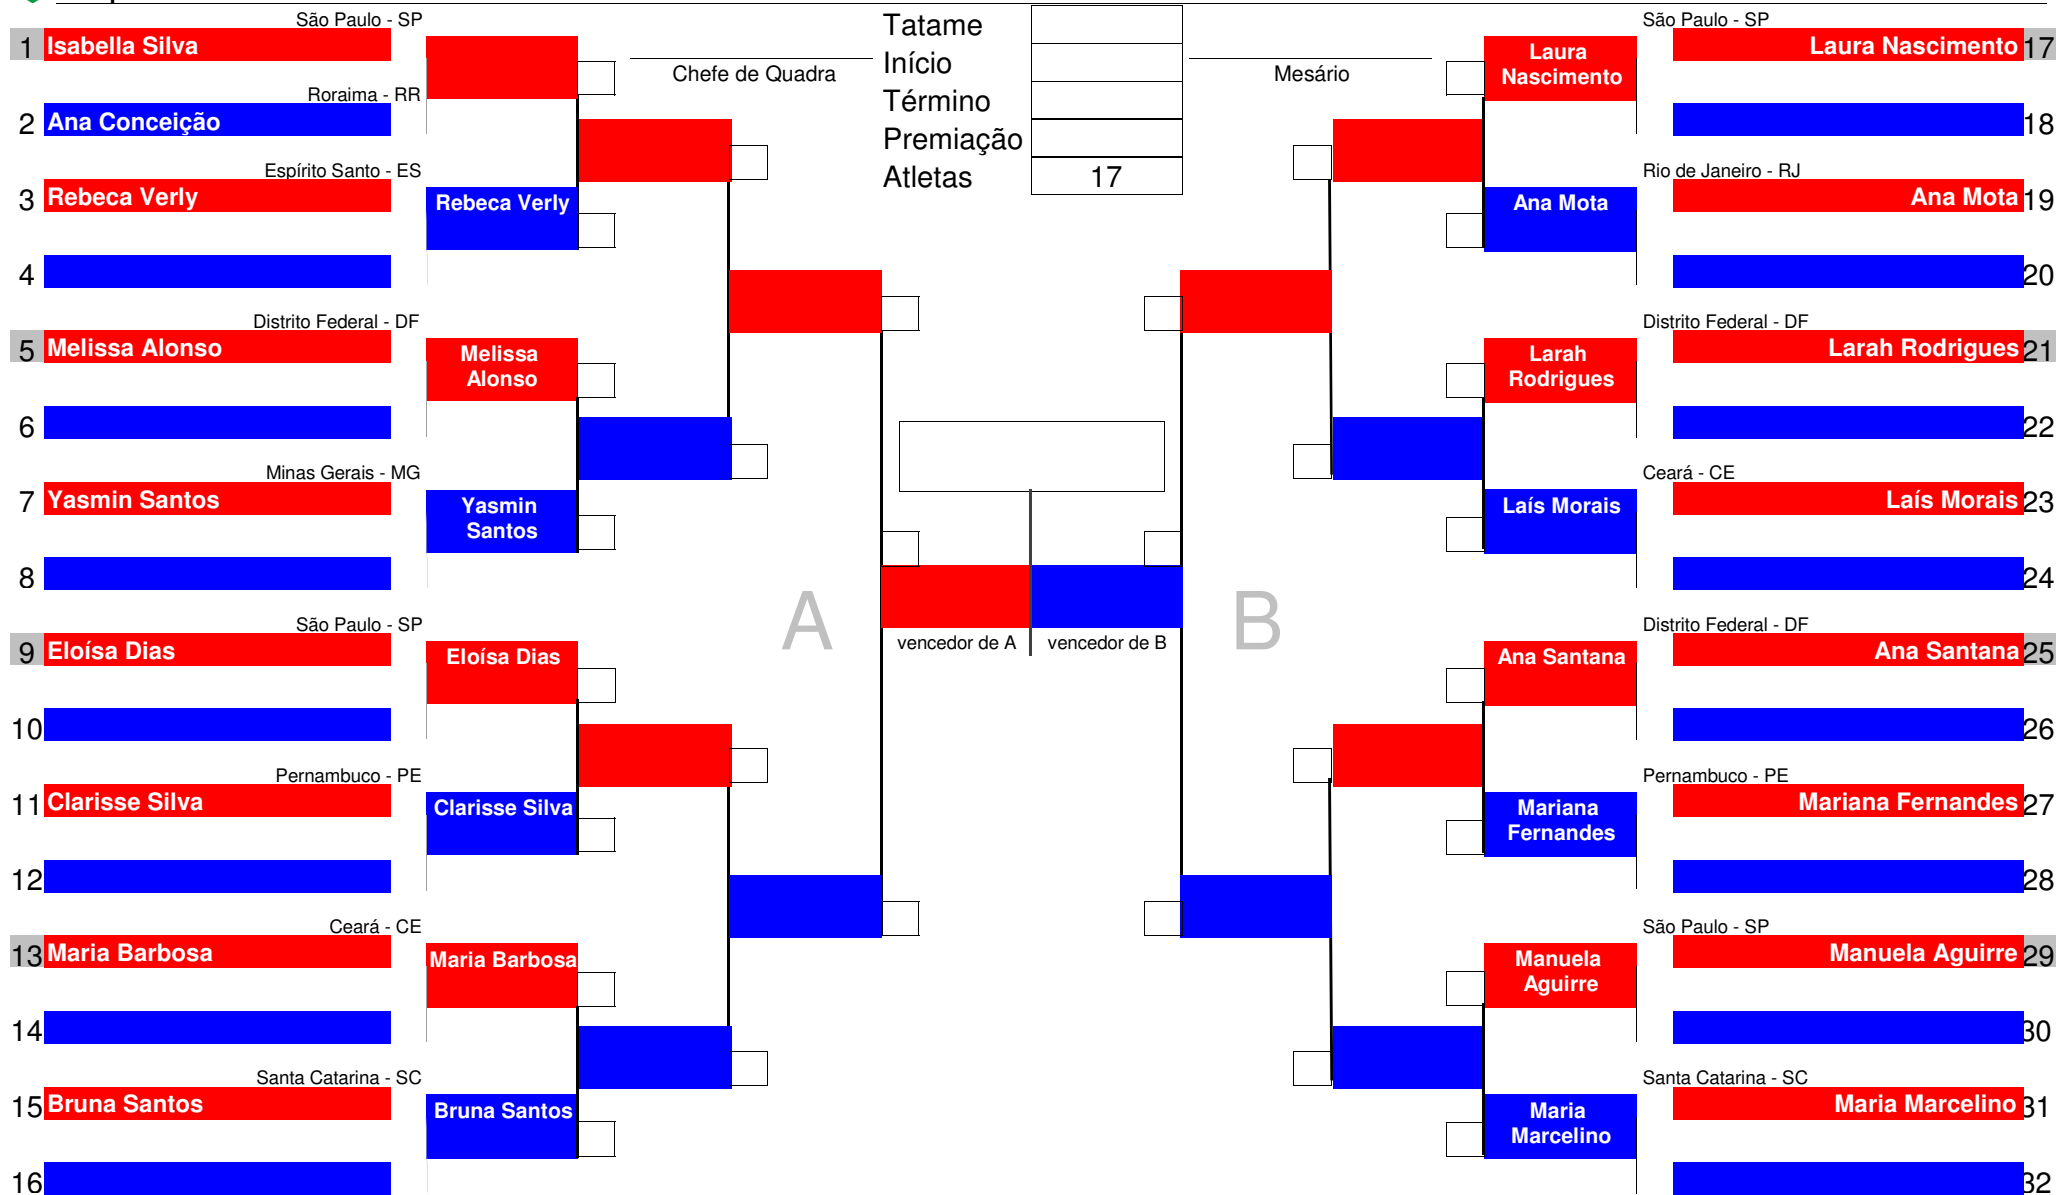 São Paulo - SP
1 Isabella Silva
Roraima - RR
2 Ana Conceição
Espírito Santo - ES
3 Rebeca Verly
4
Distrito Federal - DF
5 Melissa Alonso
6
Minas Gerais - MG
7 Yasmin Santos
8
São Paulo - SP
9 Eloísa Dias
10
Pernambuco - PE
11 Clarisse Silva
12
Ceará - CE
13 Maria Barbosa
14
Santa Catarina - SC
15 Bruna Santos
16
Rebeca Verly
Melissa
Alonso
Yasmin
Santos
Eloísa Dias
Clarisse Silva
Maria Barbosa
Bruna Santos
Chefe de Quadra
Tatame
Início
Término
Premiação
Atletas 17
Mesário
A
vencedor de A
vencedor de B
B
Laura
Nascimento
Ana Mota
Larah
Rodrigues
Laís Morais
Ana Santana
Mariana
Fernandes
Manuela
Aguirre
Maria
Marcelino
São Paulo - SP
Laura Nascimento 17
18
Rio de Janeiro - RJ
Ana Mota 19
20
Distrito Federal - DF
Larah Rodrigues 21
22
Ceará - CE
Laís Morais 23
24
Distrito Federal - DF
Ana Santana 25
26
Pernambuco - PE
Mariana Fernandes 27
28
São Paulo - SP
Manuela Aguirre 29
30
Santa Catarina - SC
Maria Marcelino 31
32